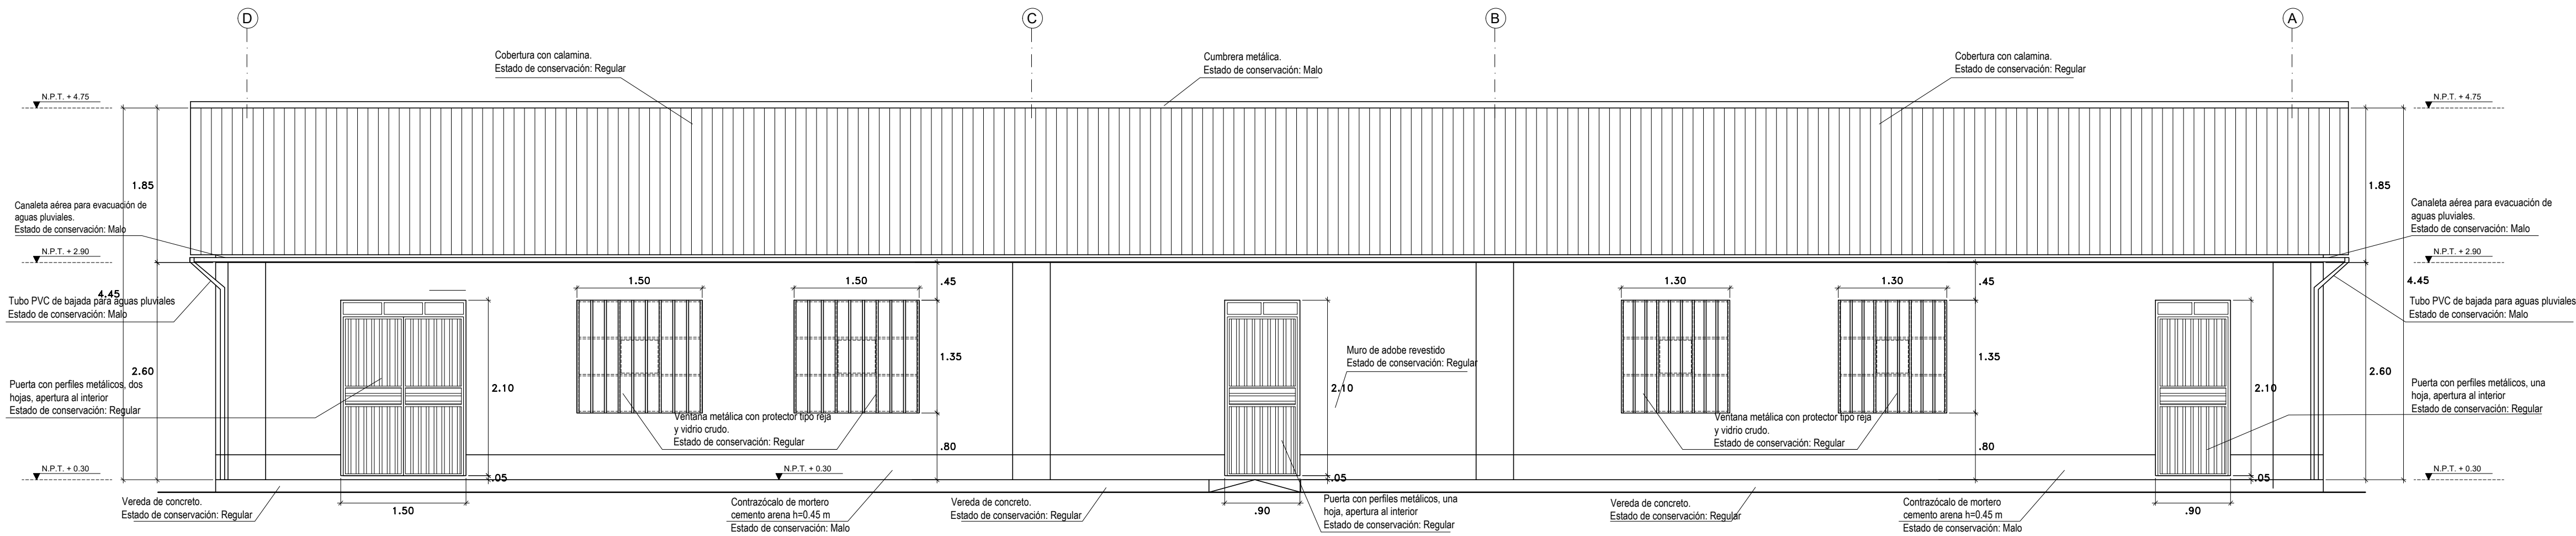 D
C
B
A
Cobertura con calamina.
Estado de conservación: Regular
Cumbrera metálica.
Estado de conservación: Malo
Cobertura con calamina.
Estado de conservación: Regular
N.P.T. + 4.75
N.P.T. + 4.75
1.85
1.85
Canaleta aérea para evacuación de
aguas pluviales.
Estado de conservación: Malo
Canaleta aérea para evacuación de
aguas pluviales.
Estado de conservación: Malo
N.P.T. + 2.90
N.P.T. + 2.90
4.45
1.50
1.50
.45
1.30
1.30
.45
4.45
Tubo PVC de bajada para aguas pluviales
Estado de conservación: Malo
Tubo PVC de bajada para aguas pluviales
Estado de conservación: Malo
Muro de adobe revestido
Estado de conservación: Regular
1.35
1.35
2.60
2.60
Puerta con perfiles metálicos, dos
hojas, apertura al interior
Estado de conservación: Regular
2.10
2.10
2.10
Puerta con perfiles metálicos, una
hoja, apertura al interior
Estado de conservación: Regular
Ventana metálica con protector tipo reja
y vidrio crudo.
Estado de conservación: Regular
Ventana metálica con protector tipo reja
y vidrio crudo.
Estado de conservación: Regular
.80
.80
N.P.T. + 0.30
N.P.T. + 0.30
N.P.T. + 0.30
.05
.05
.05
Vereda de concreto.
Estado de conservación: Regular
1.50
Contrazócalo de mortero
cemento arena h=0.45 m
Estado de conservación: Malo
Vereda de concreto.
Estado de conservación: Regular
.90
Puerta con perfiles metálicos, una
hoja, apertura al interior
Estado de conservación: Regular
Vereda de concreto.
Estado de conservación: Regular
Contrazócalo de mortero
cemento arena h=0.45 m
Estado de conservación: Malo
.90